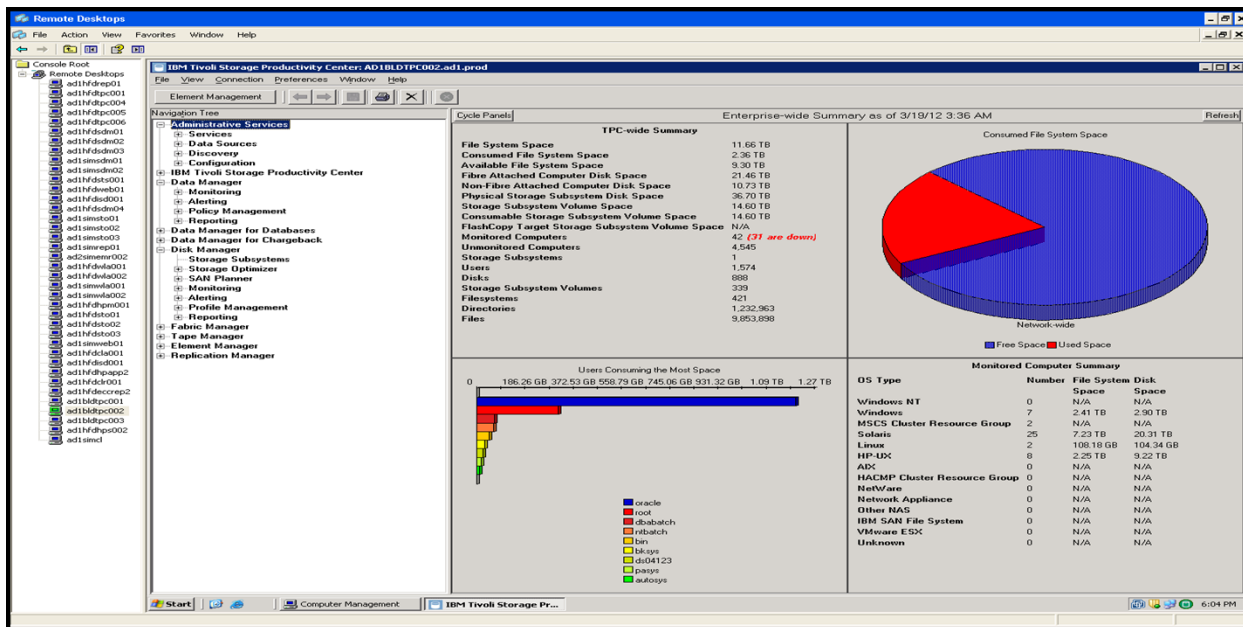 Remote Desktops
File Action View Favorites Window Help
Console Root
Remote Desktops
ad1hfdrep01
ad1hfdtpc001
ad1hfdtpc004
ad1hfdtpc005
ad1hfdtpc006
ad1hfdsdm01
ad1hfdsdm02
ad1hfdsdm03
ad1simsdm01
ad1simsdm02
ad1hfdsts001
ad1hfdweb01
ad1hfdisd001
ad1hfdsdm04
ad1simsto01
ad1simsto02
ad1simsto03
ad1simrep01
ad2simemr002
ad1hfdwla001
ad1hfdwla002
ad1simwla001
ad1simwla002
ad1hfdhpm001
ad1hfdsto01
ad1hfdsto02
ad1hfdsto03
ad1simweb01
ad1hfdcla001
ad1hfdisd001
ad1hfdhpapp2
ad1hfdclr001
ad1hfdeccrep2
ad1bldtpc001
ad1bldtpc002
ad1bldtpc003
ad1hfdhps002
ad1simcl
IBM Tivoli Storage Productivity Center: AD1BLDTPC002.ad1.prod
File View Connection Preferences Window Help
Element Management
Navigation Tree
Administrative Services
Services
Data Sources
Discovery
Configuration
IBM Tivoli Storage Productivity Center
Data Manager
Monitoring
Alerting
Policy Management
Reporting
Data Manager for Databases
Data Manager for Chargeback
Disk Manager
Storage Subsystems
Storage Optimizer
SAN Planner
Monitoring
Alerting
Profile Management
Reporting
Fabric Manager
Tape Manager
Element Manager
Replication Manager
Cycle Panels Enterprise-wide Summary as of 3/19/12 3:36 AM Refresh
TPC-wide Summary
File System Space 11.66 TB
Consumed File System Space 2.36 TB
Available File System Space 9.30 TB
Fibre Attached Computer Disk Space 21.46 TB
Non-Fibre Attached Computer Disk Space 10.73 TB
Physical Storage Subsystem Disk Space 36.70 TB
Storage Subsystem Volume Space 14.60 TB
Consumable Storage Subsystem Volume Space 14.60 TB
FlashCopy Target Storage Subsystem Volume Space N/A
Monitored Computers 42 (31 are down)
Unmonitored Computers 4,545
Storage Subsystems 1
Users 1,574
Disks 888
Storage Subsystem Volumes 339
Filesystems 421
Directories 1,232,963
Files 9,853,898
Consumed File System Space
Network-wide
Free Space Used Space
Users Consuming the Most Space
0 186.26 GB 372.53 GB 558.79 GB 745.06 GB 931.32 GB 1.09 TB 1.27 TB
oracle
root
dbabatch
ntbatch
bin
bksys
ds04123
pasys
autosys
Monitored Computer Summary
OS Type Number File System Space Disk Space
Windows NT 0 N/A N/A
Windows 7 2.41 TB 2.90 TB
MSCS Cluster Resource Group 2 N/A N/A
Solaris 25 7.23 TB 20.31 TB
Linux 2 108.18 GB 104.34 GB
HP-UX 8 2.25 TB 9.22 TB
AIX 0 N/A N/A
HACMP Cluster Resource Group 0 N/A N/A
NetWare 0 N/A N/A
Network Appliance 0 N/A N/A
Other NAS 0 N/A N/A
IBM SAN File System 0 N/A N/A
VMware ESX 0 N/A N/A
Unknown 0 N/A N/A
Start Computer Management IBM Tivoli Storage Pr... 6:04 PM